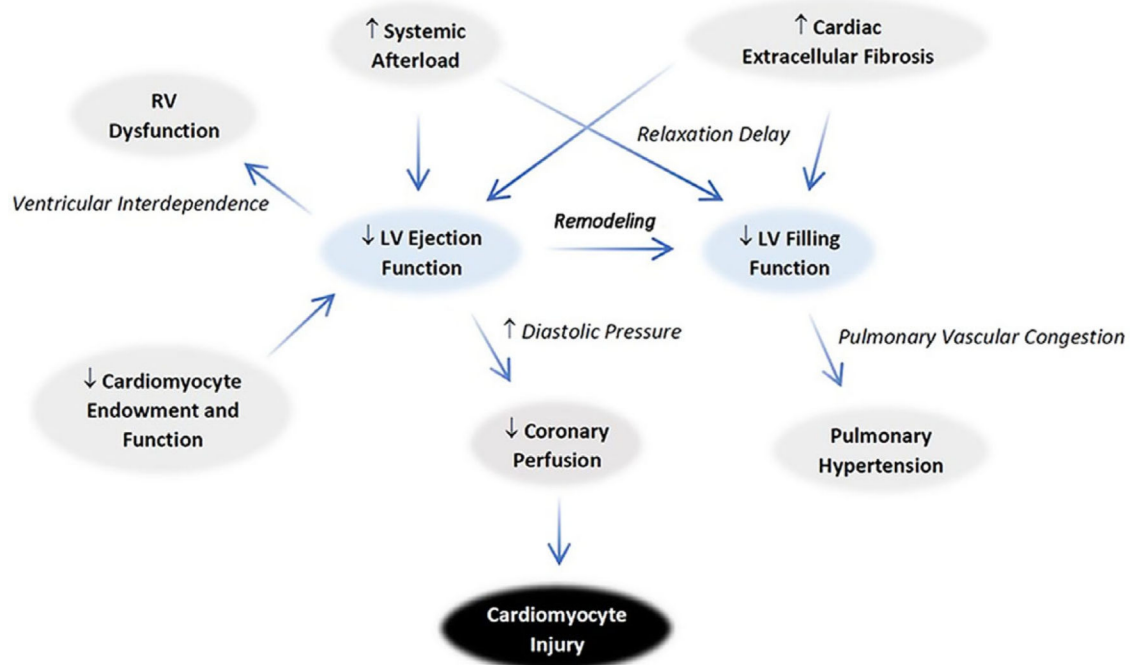 ↑ Systemic
Afterload
↑ Cardiac
Extracellular Fibrosis
RV
Dysfunction
Relaxation Delay
Ventricular Interdependence
↓ LV Ejection
Function
Remodeling
↓ LV Filling
Function
↑ Diastolic Pressure
Pulmonary Vascular Congestion
↓ Cardiomyocyte
Endowment and
Function
↓ Coronary
Perfusion
Pulmonary
Hypertension
Cardiomyocyte
Injury